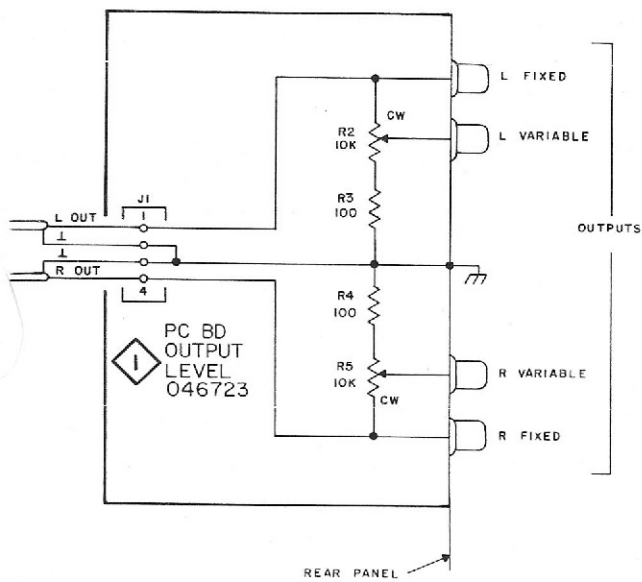 L FIXED
CW
R2
10K
L VARIABLE
J1
1
R3
100
L OUT
⊥
OUTPUTS
⊥
R OUT
4
R4
100
1
PC BD
OUTPUT
LEVEL
046723
R5
10K
R VARIABLE
CW
R FIXED
REAR PANEL